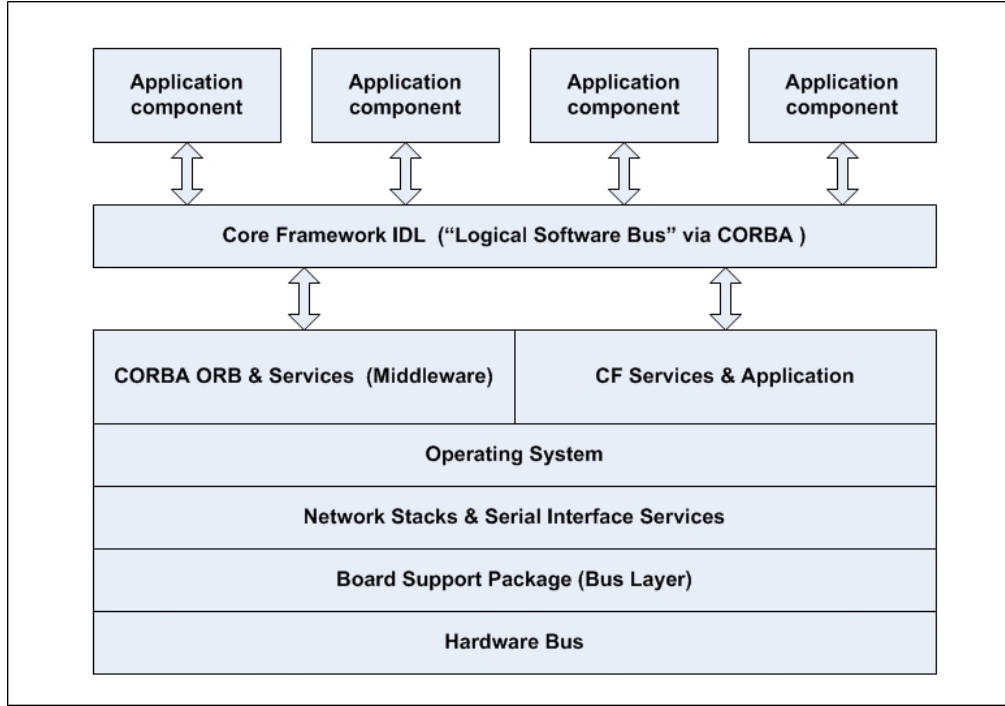 Application
component
Application
component
Application
component
Application
component
Core Framework IDL (“Logical Software Bus” via CORBA )
CORBA ORB & Services (Middleware)
CF Services & Application
Operating System
Network Stacks & Serial Interface Services
Board Support Package (Bus Layer)
Hardware Bus